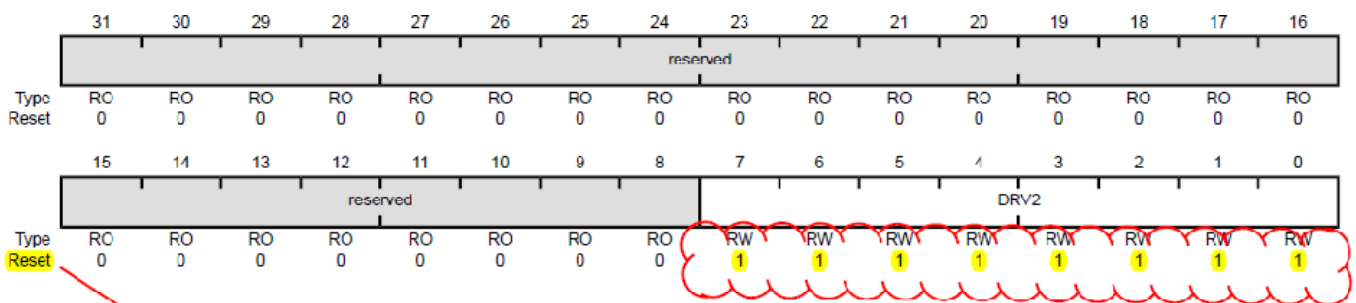 31 30 29 28 27 26 25 24 23 22 21 20 19 18 17 16
reserved
Type RO RO RO RO RO RO RO RO RO RO RO RO RO RO RO RO
Reset 0 0 0 0 0 0 0 0 0 0 0 0 0 0 0 0
15 14 13 12 11 10 9 8 7 6 5 4 3 2 1 0
reserved DRV2
Type RO RO RO RO RO RO RO RO RW RW RW RW RW RW RW RW
Reset 0 0 0 0 0 0 0 0 1 1 1 1 1 1 1 1